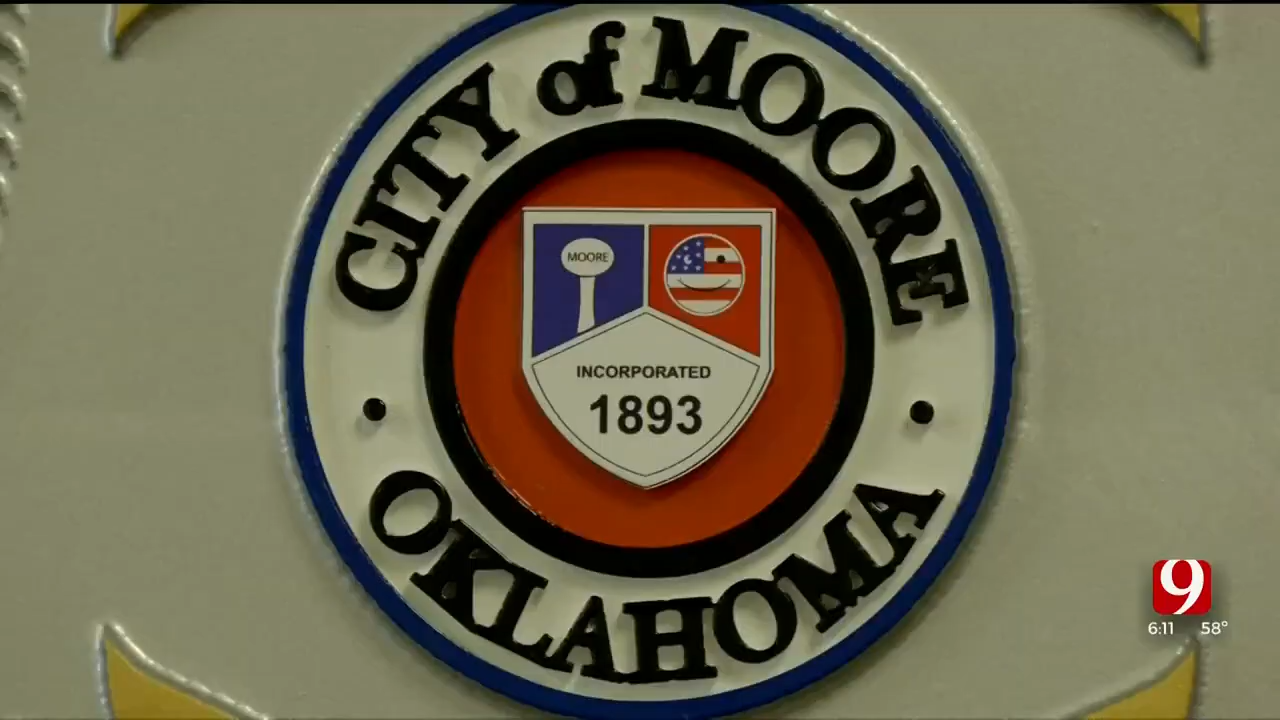 CITY of MOORE
MOORE
INCORPORATED
1893
OKLAHOMA
9
6:11 58°